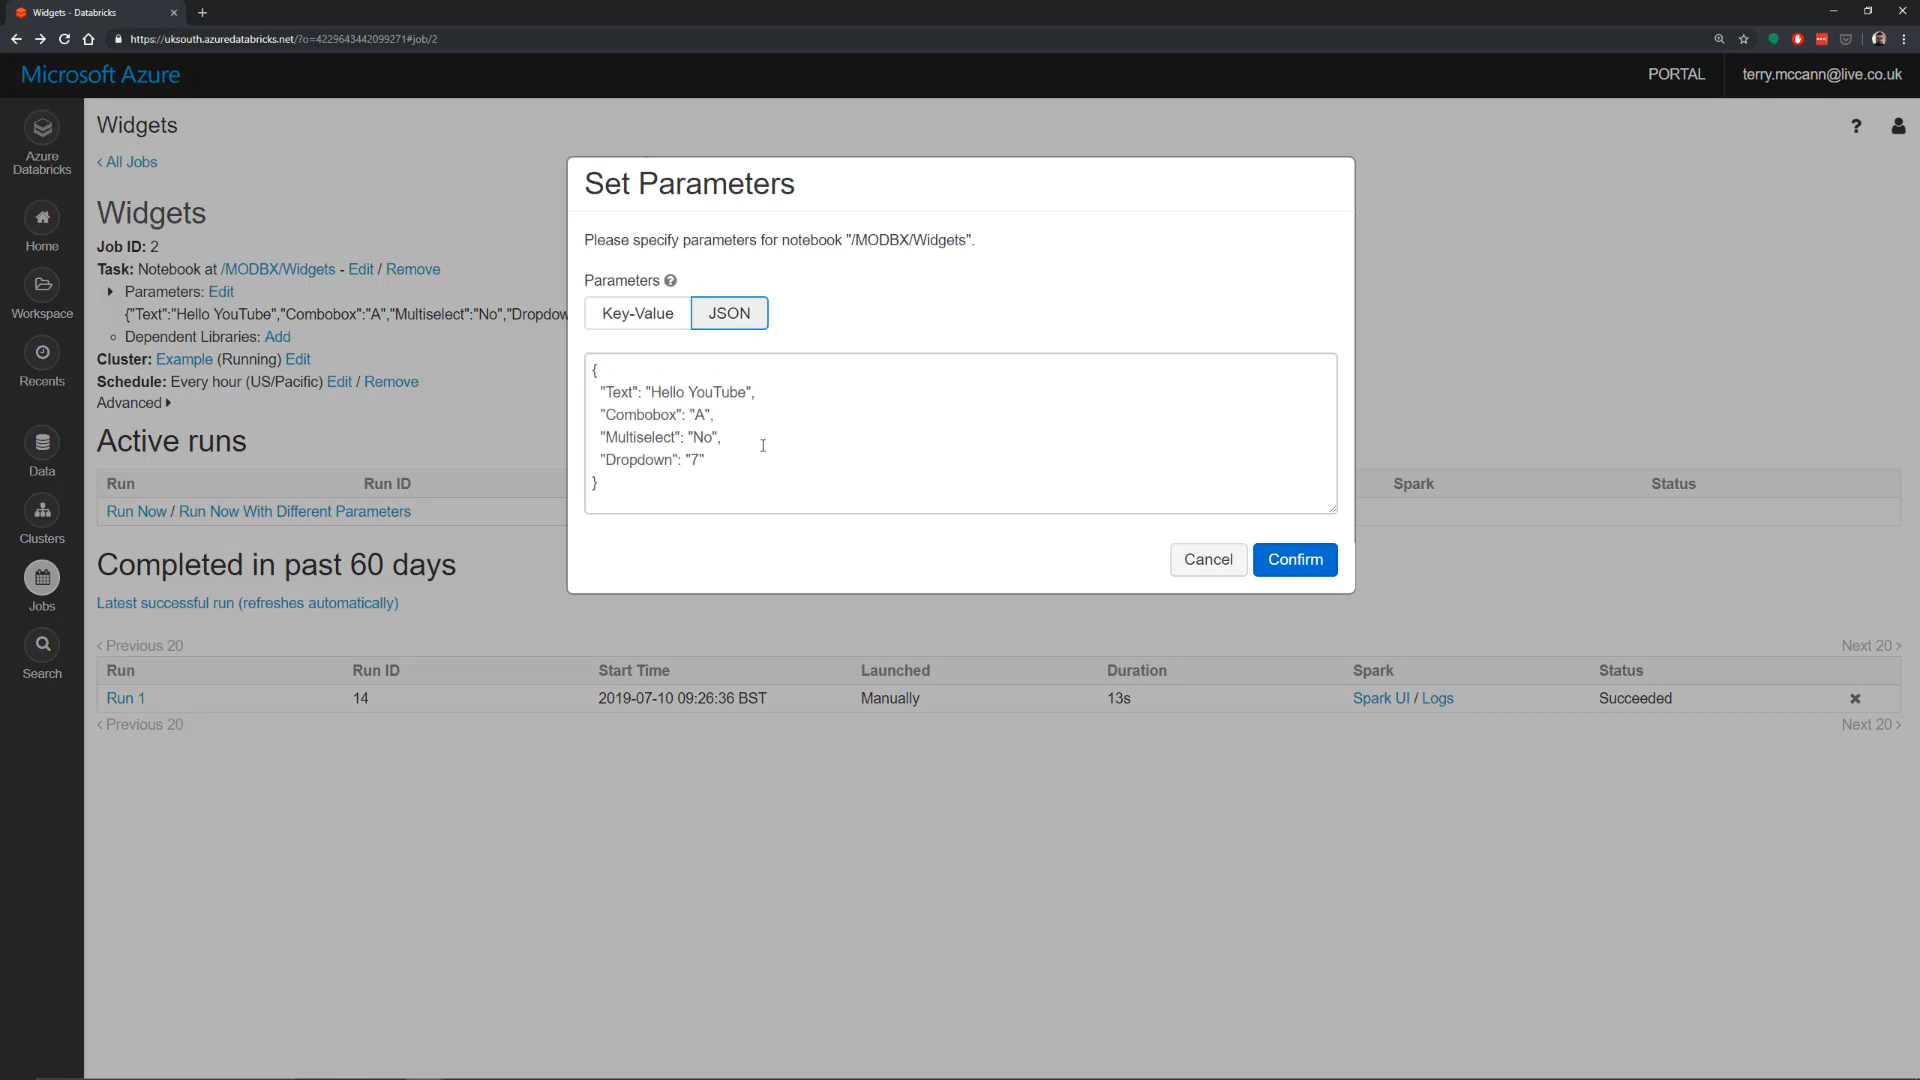 Widgets - Databricks
https://uksouth.azuredatabricks.net/?o=4229643442099271#job/2
Microsoft Azure
PORTAL
terry.mccann@live.co.uk
Azure
Databricks
Home
Workspace
Recents
Data
Clusters
Jobs
Search
Widgets
?
< All Jobs
Widgets
Job ID: 2
Task: Notebook at /MODBX/Widgets - Edit / Remove
Parameters: Edit
{"Text":"Hello YouTube","Combobox":"A","Multiselect":"No","Dropdow
Dependent Libraries: Add
Cluster: Example (Running) Edit
Schedule: Every hour (US/Pacific) Edit / Remove
Advanced
Active runs
Run Run ID Spark Status
Run Now / Run Now With Different Parameters
Completed in past 60 days
Latest successful run (refreshes automatically)
< Previous 20 Next 20 >
Run Run ID Start Time Launched Duration Spark Status
Run 1 14 2019-07-10 09:26:36 BST Manually 13s Spark UI / Logs Succeeded
< Previous 20 Next 20 >
Set Parameters
Please specify parameters for notebook "/MODBX/Widgets".
Parameters ?
Key-Value JSON
{
"Text": "Hello YouTube",
"Combobox": "A",
"Multiselect": "No",
"Dropdown": "7"
}
Cancel Confirm